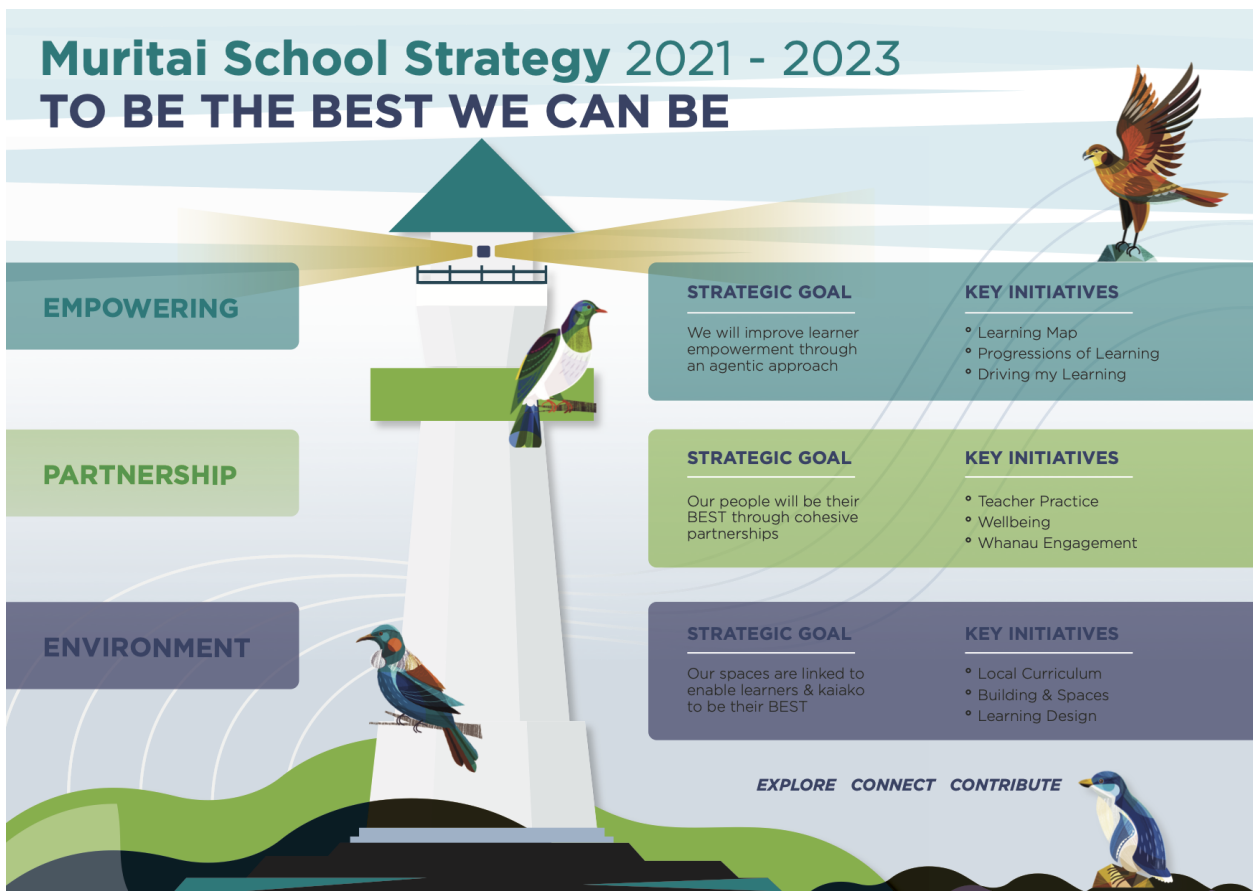 Muritai School Strategy 2021 - 2023
TO BE THE BEST WE CAN BE
EMPOWERING
STRATEGIC GOAL
We will improve learner
empowerment through
an agentic approach
KEY INITIATIVES
° Learning Map
° Progressions of Learning
° Driving my Learning
PARTNERSHIP
STRATEGIC GOAL
Our people will be their
BEST through cohesive
partnerships
KEY INITIATIVES
° Teacher Practice
° Wellbeing
° Whanau Engagement
ENVIRONMENT
STRATEGIC GOAL
Our spaces are linked to
enable learners & kaiako
to be their BEST
KEY INITIATIVES
° Local Curriculum
° Building & Spaces
° Learning Design
EXPLORE CONNECT CONTRIBUTE